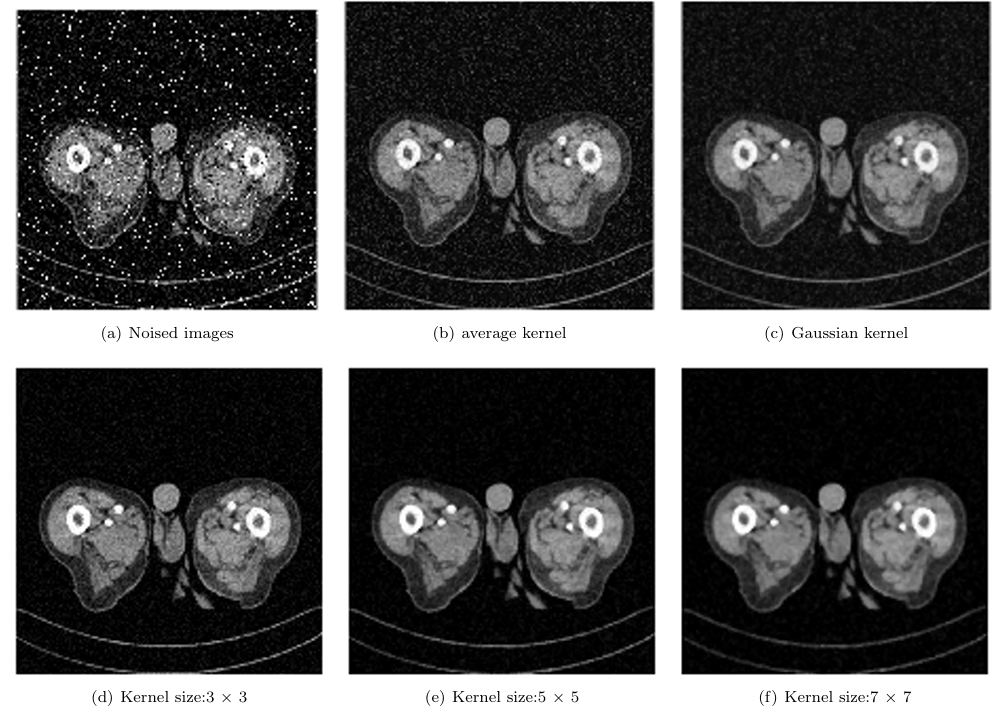 (a) Noised images
(b) average kernel
(c) Gaussian kernel
(d) Kernel size:3 × 3
(e) Kernel size:5 × 5
(f) Kernel size:7 × 7